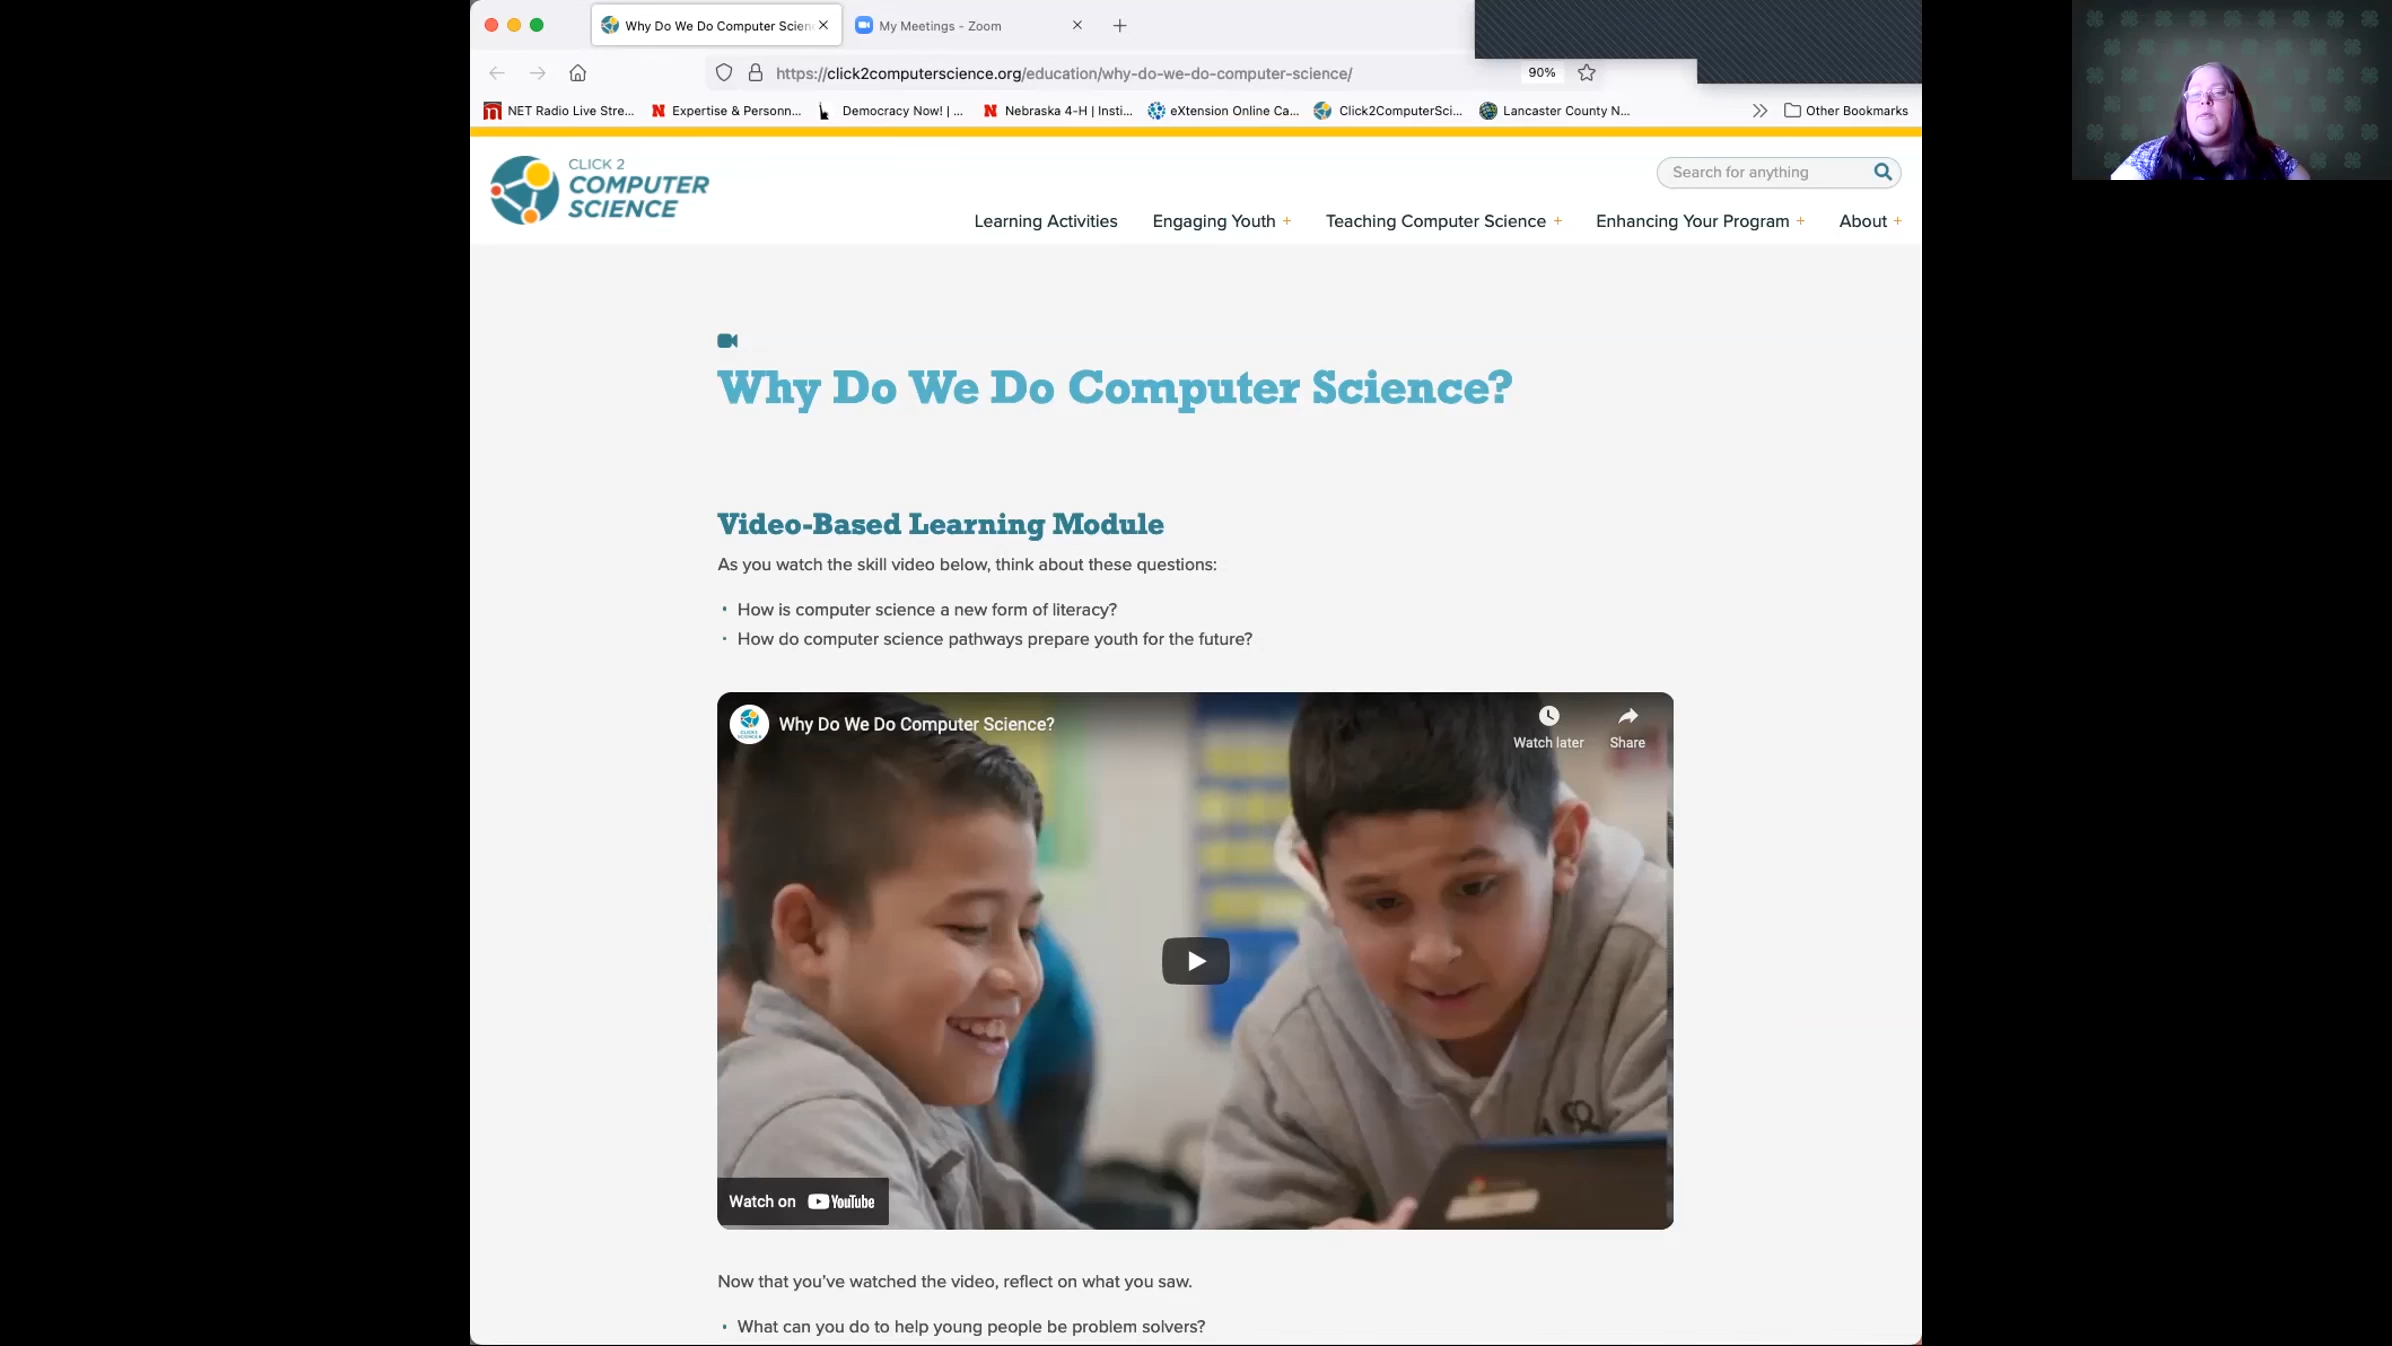 Why Do We Do Computer Scien
My Meetings - Zoom
https://click2computerscience.org/education/why-do-we-do-computer-science/
90%
NET Radio Live Stre...
Expertise & Personn...
Democracy Now! | ...
Nebraska 4-H | Insti...
eXtension Online Ca...
Click2ComputerSci...
Lancaster County N...
Other Bookmarks
CLICK 2
COMPUTER
SCIENCE
Search for anything
Learning Activities
Engaging Youth +
Teaching Computer Science +
Enhancing Your Program +
About +
Why Do We Do Computer Science?
Video-Based Learning Module
As you watch the skill video below, think about these questions:
• How is computer science a new form of literacy?
• How do computer science pathways prepare youth for the future?
Why Do We Do Computer Science?
Watch later
Share
Watch on YouTube
Now that you’ve watched the video, reflect on what you saw.
• What can you do to help young people be problem solvers?